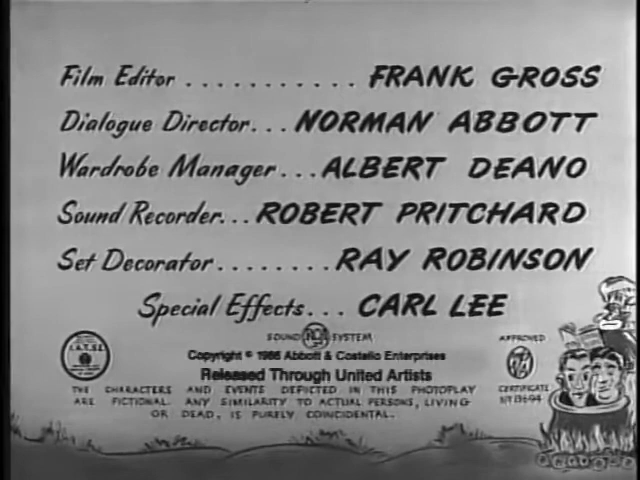 Film Editor ........... FRANK GROSS
Dialogue Director... NORMAN ABBOTT
Wardrobe Manager... ALBERT DEANO
Sound Recorder... ROBERT PRITCHARD
Set Decorator........ RAY ROBINSON
Special Effects... CARL LEE
SOUND RCA SYSTEM
APPROVED
I.A.T.S.E.
Copyright © 1986 Abbott & Costello Enterprises
Released Through United Artists
CERTIFICATE
THE CHARACTERS AND EVENTS DEPICTED IN THIS PHOTOPLAY
ARE FICTIONAL. ANY SIMILARITY TO ACTUAL PERSONS, LIVING
OR DEAD, IS PURELY COINCIDENTAL.